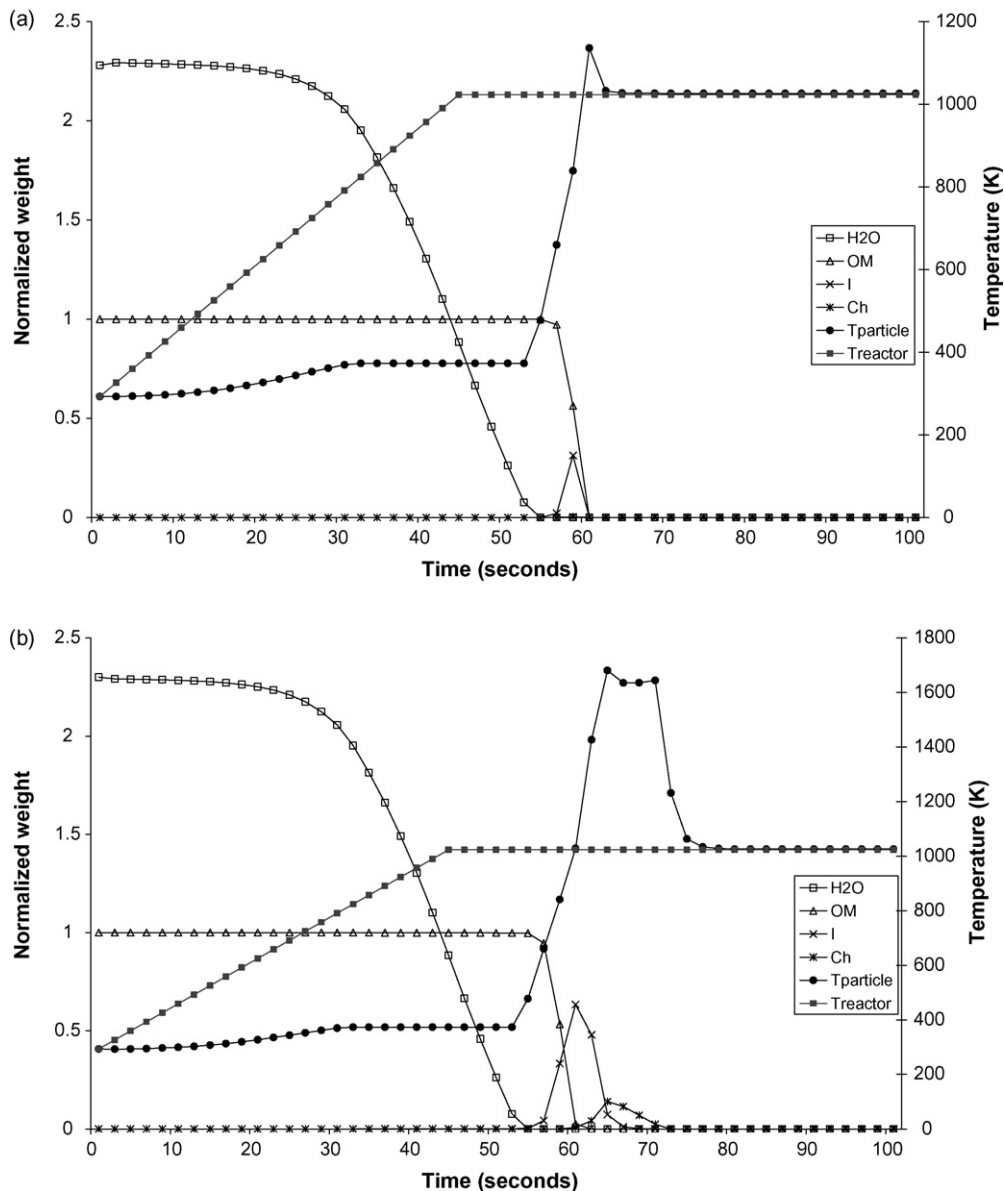 (a)
2.5
2
1.5
1
0.5
0
Normalized weight
0 10 20 30 40 50 60 70 80 90 100
Time (seconds)
1200
1000
800
600
400
200
0
Temperature (K)
H2O
OM
I
Ch
Tparticle
Treactor
(b)
2.5
2
1.5
1
0.5
0
Normalized weight
0 10 20 30 40 50 60 70 80 90 100
Time (seconds)
1800
1600
1400
1200
1000
800
600
400
200
0
Temperature (K)
H2O
OM
I
Ch
Tparticle
Treactor